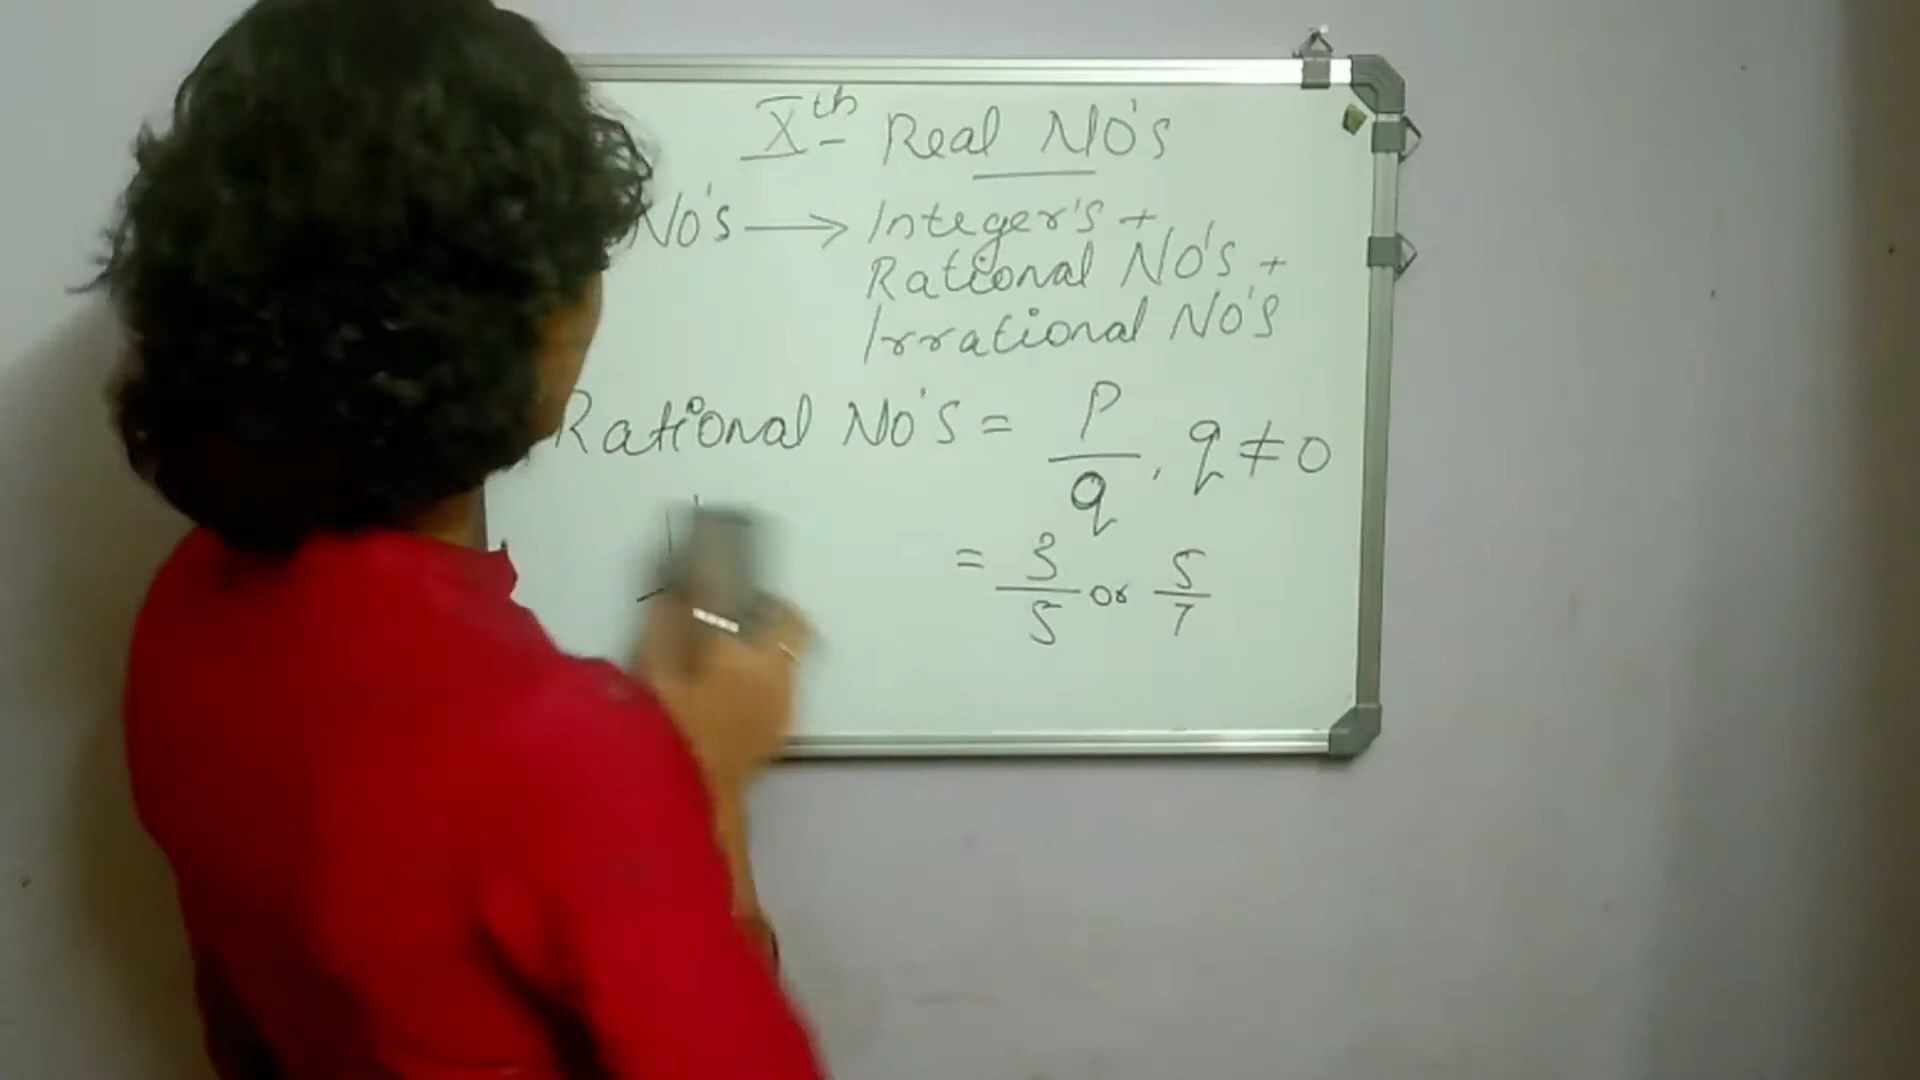 Xth Real NO's
No's → Integer's +
Rational NO's +
Irrational NO's
Rational NO's = P/q, q ≠ 0
= 3/5 or 5/7